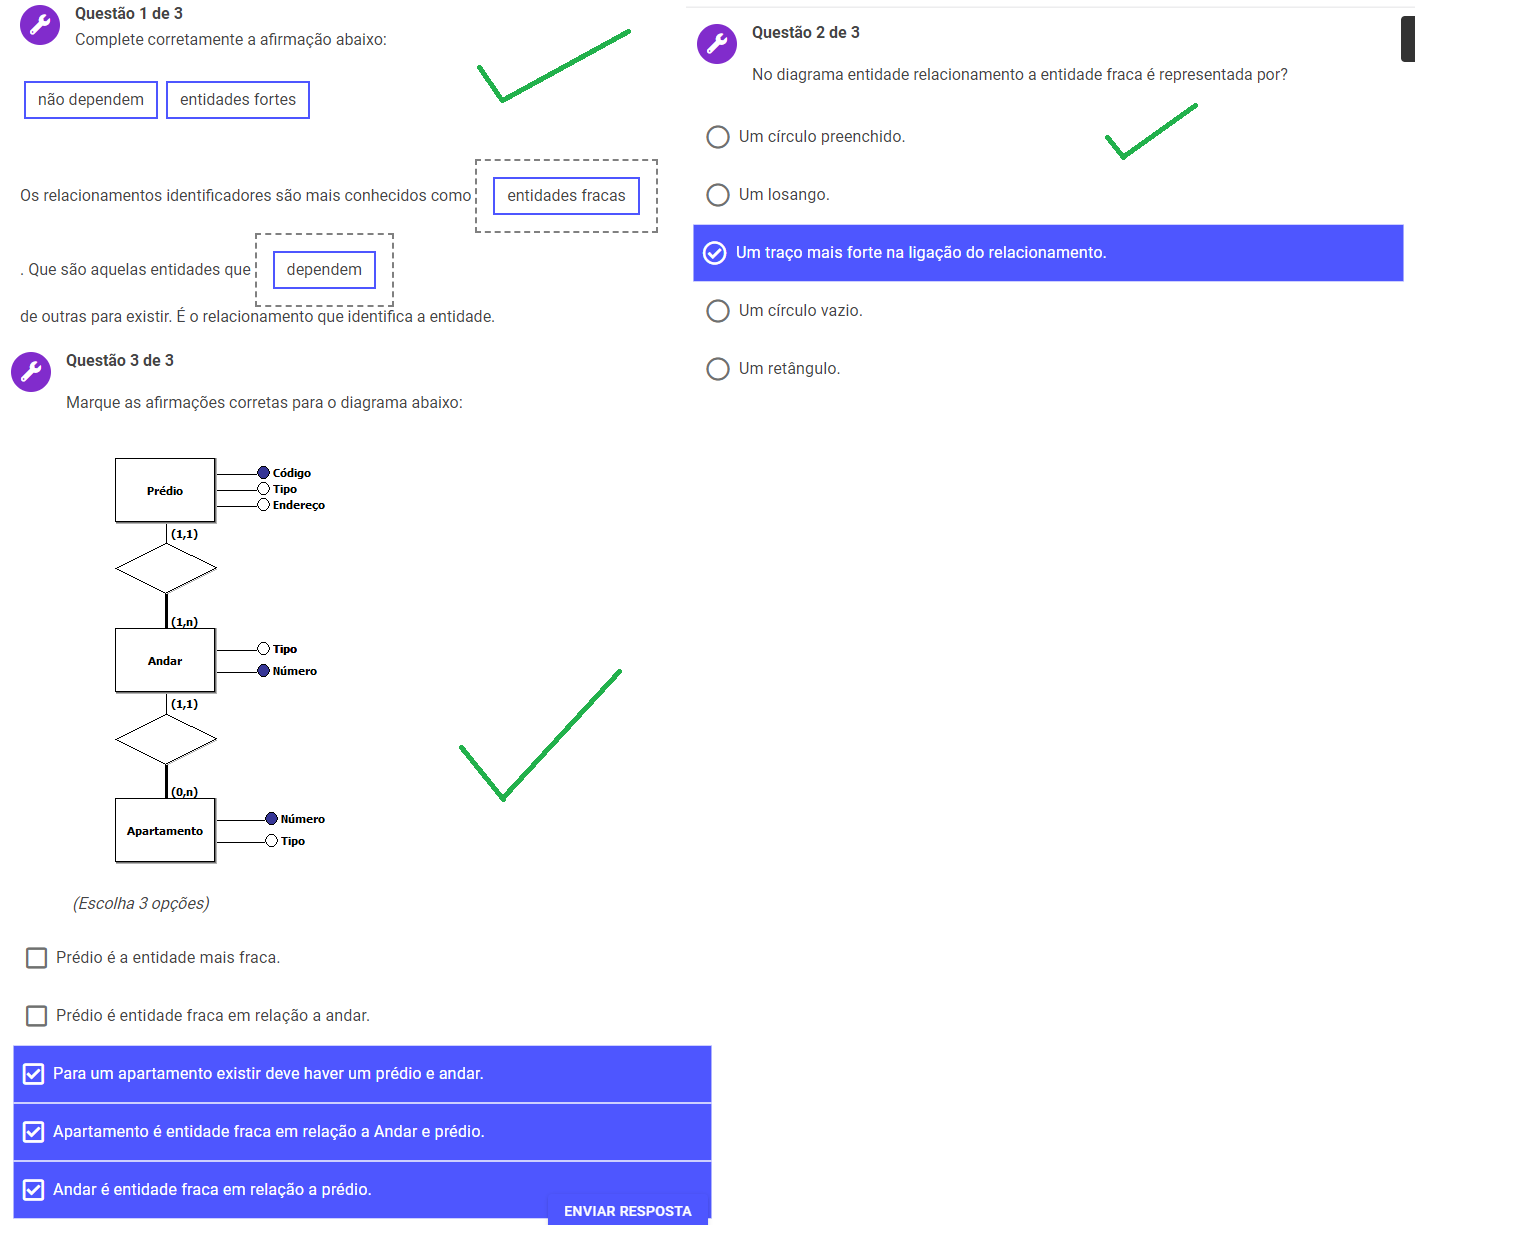 Questão 1 de 3
Complete corretamente a afirmação abaixo:
não dependem
entidades fortes
Os relacionamentos identificadores são mais conhecidos como entidades fracas
. Que são aquelas entidades que dependem
de outras para existir. É o relacionamento que identifica a entidade.
Questão 2 de 3
No diagrama entidade relacionamento a entidade fraca é representada por?
Um círculo preenchido.
Um losango.
Um traço mais forte na ligação do relacionamento.
Um círculo vazio.
Um retângulo.
Questão 3 de 3
Marque as afirmações corretas para o diagrama abaixo:
Prédio
Código
Tipo
Endereço
(1,1)
(1,n)
Andar
Tipo
Número
(1,1)
(0,n)
Apartamento
Número
Tipo
(Escolha 3 opções)
Prédio é a entidade mais fraca.
Prédio é entidade fraca em relação a andar.
Para um apartamento existir deve haver um prédio e andar.
Apartamento é entidade fraca em relação a Andar e prédio.
Andar é entidade fraca em relação a prédio.
ENVIAR RESPOSTA